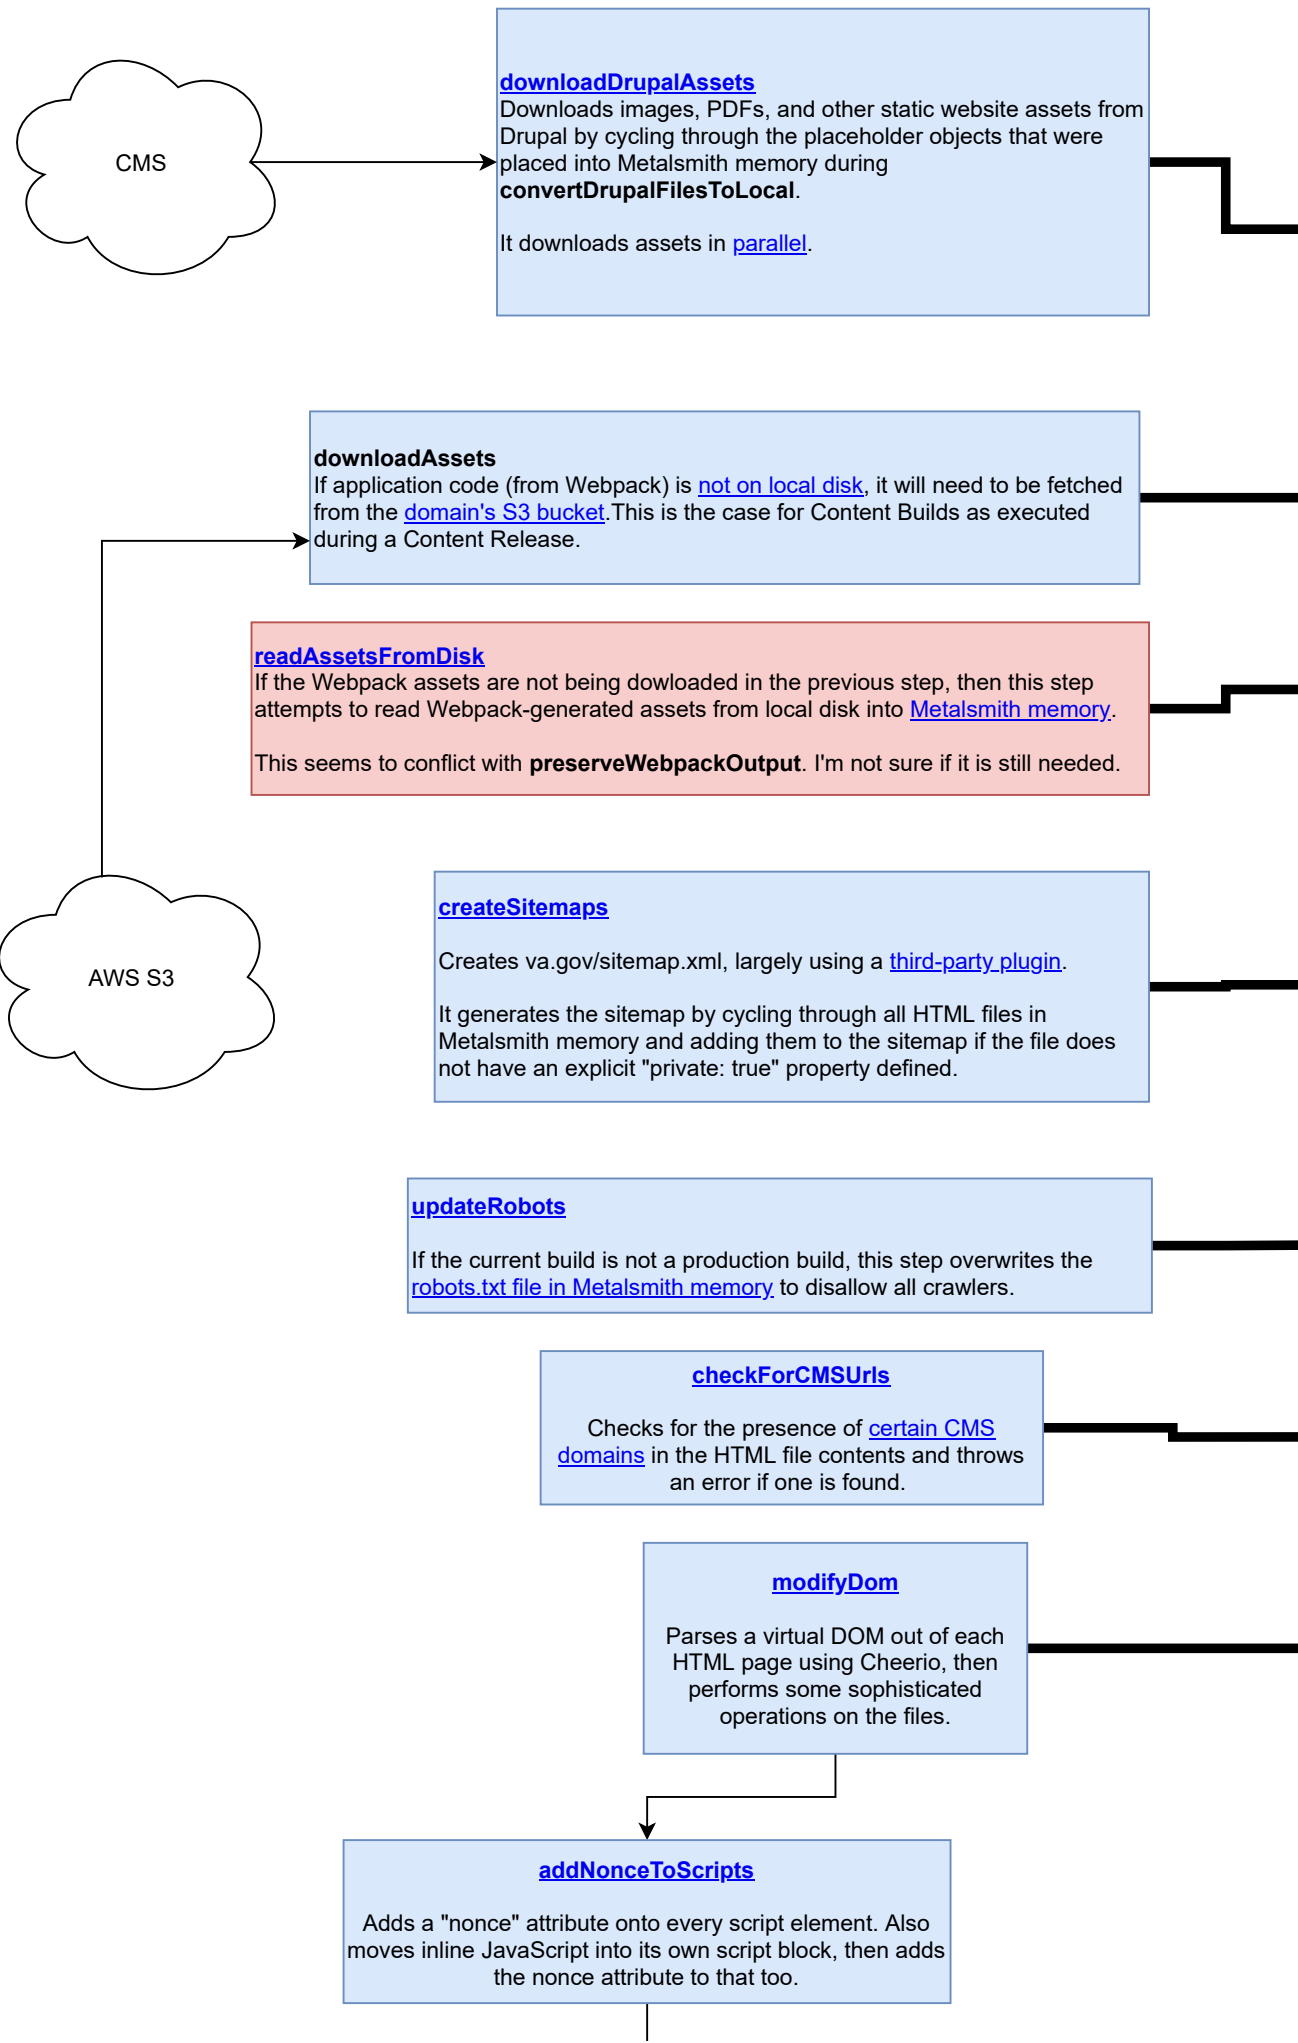 CMS
downloadDrupalAssets
Downloads images, PDFs, and other static website assets from
Drupal by cycling through the placeholder objects that were
placed into Metalsmith memory during
convertDrupalFilesToLocal.
It downloads assets in parallel.
downloadAssets
If application code (from Webpack) is not on local disk, it will need to be fetched
from the domain's S3 bucket.This is the case for Content Builds as executed
during a Content Release.
readAssetsFromDisk
If the Webpack assets are not being dowloaded in the previous step, then this step
attempts to read Webpack-generated assets from local disk into Metalsmith memory.
This seems to conflict with preserveWebpackOutput. I'm not sure if it is still needed.
AWS S3
createSitemaps
Creates va.gov/sitemap.xml, largely using a third-party plugin.
It generates the sitemap by cycling through all HTML files in
Metalsmith memory and adding them to the sitemap if the file does
not have an explicit "private: true" property defined.
updateRobots
If the current build is not a production build, this step overwrites the
robots.txt file in Metalsmith memory to disallow all crawlers.
checkForCMSUrls
Checks for the presence of certain CMS
domains in the HTML file contents and throws
an error if one is found.
modifyDom
Parses a virtual DOM out of each
HTML page using Cheerio, then
performs some sophisticated
operations on the files.
addNonceToScripts
Adds a "nonce" attribute onto every script element. Also
moves inline JavaScript into its own script block, then adds
the nonce attribute to that too.